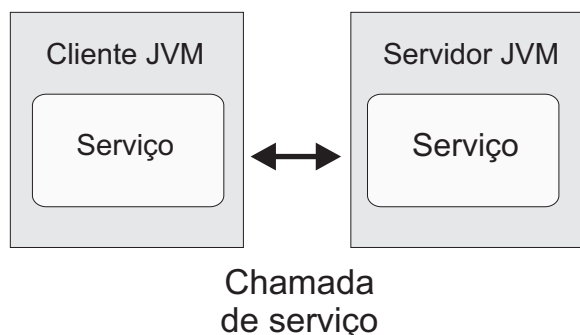 Cliente JVM
Serviço
Servidor JVM
Serviço
Chamada
de serviço